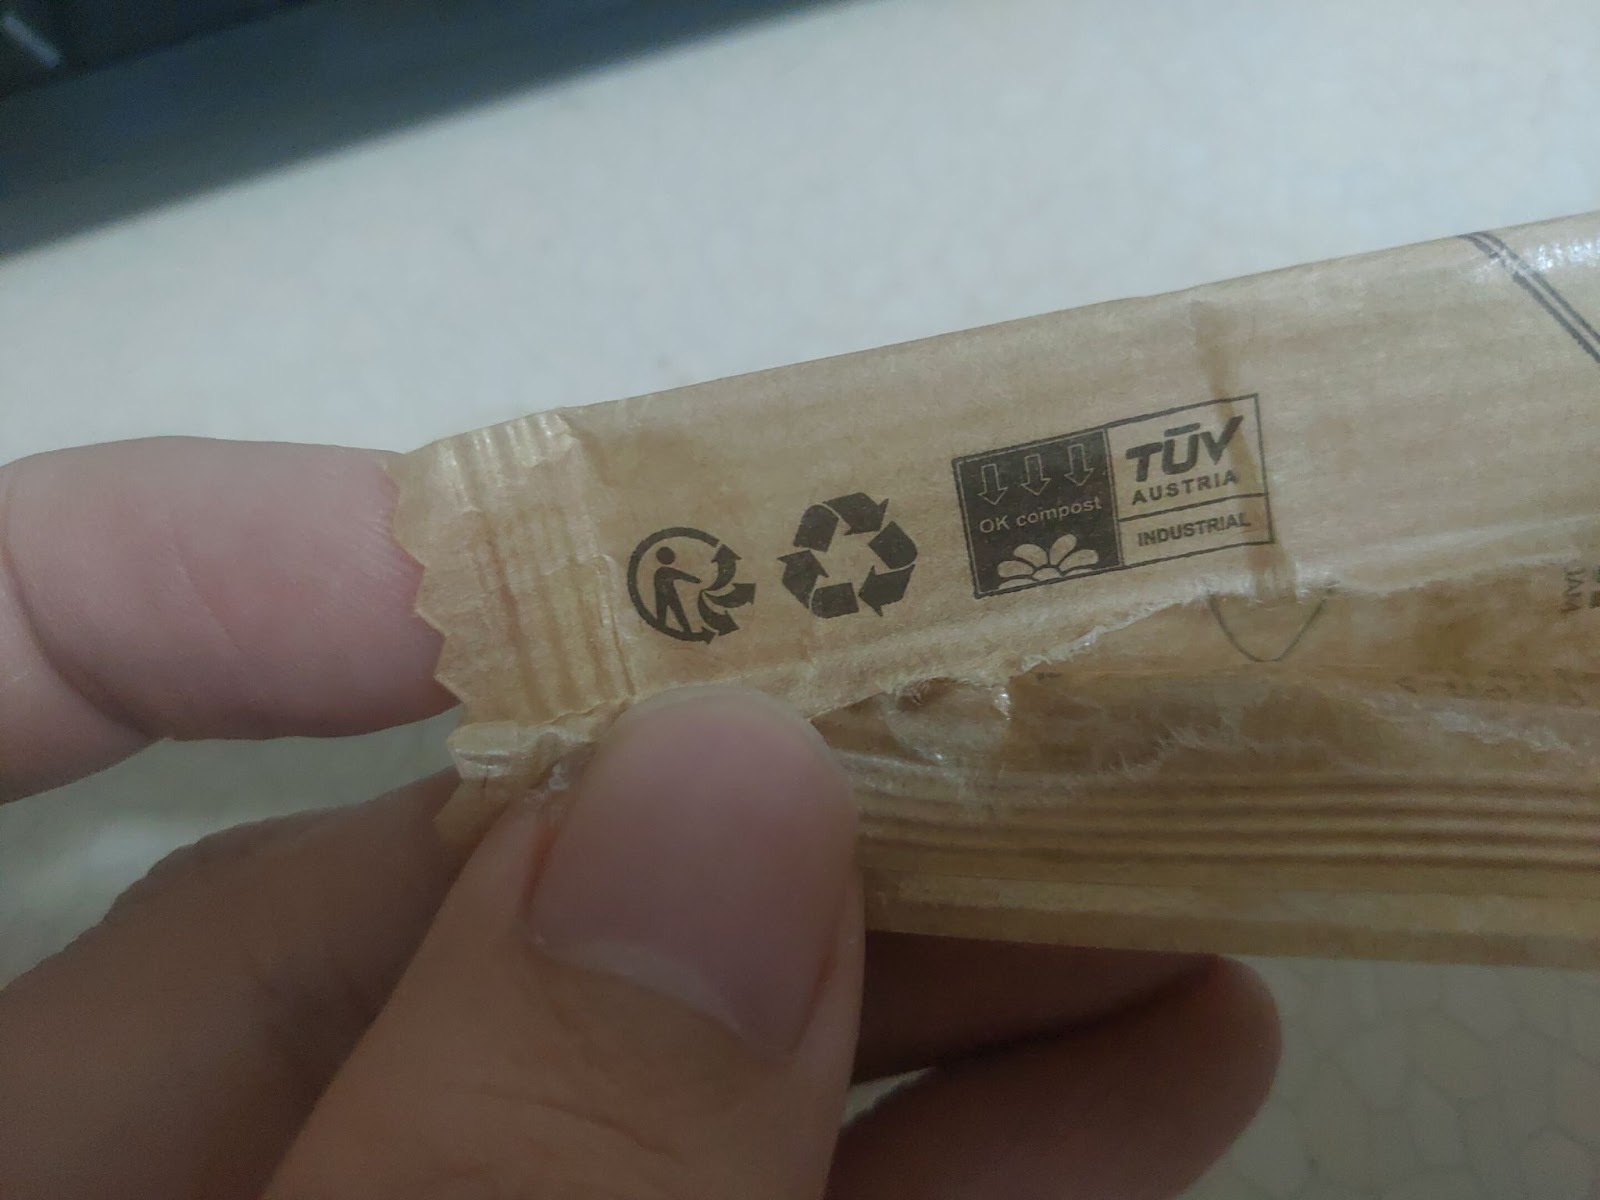 OK compost
TÜV
AUSTRIA
INDUSTRIAL